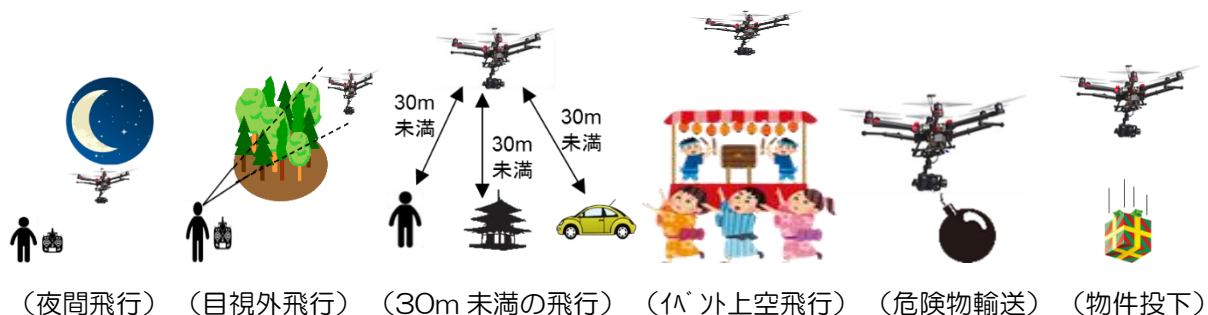 30m
未満
30m
未満
30m
未満
(夜間飛行) (目視外飛行) (30m 未満の飛行) (ｲﾍﾞﾝﾄ上空飛行) (危険物輸送) (物件投下)